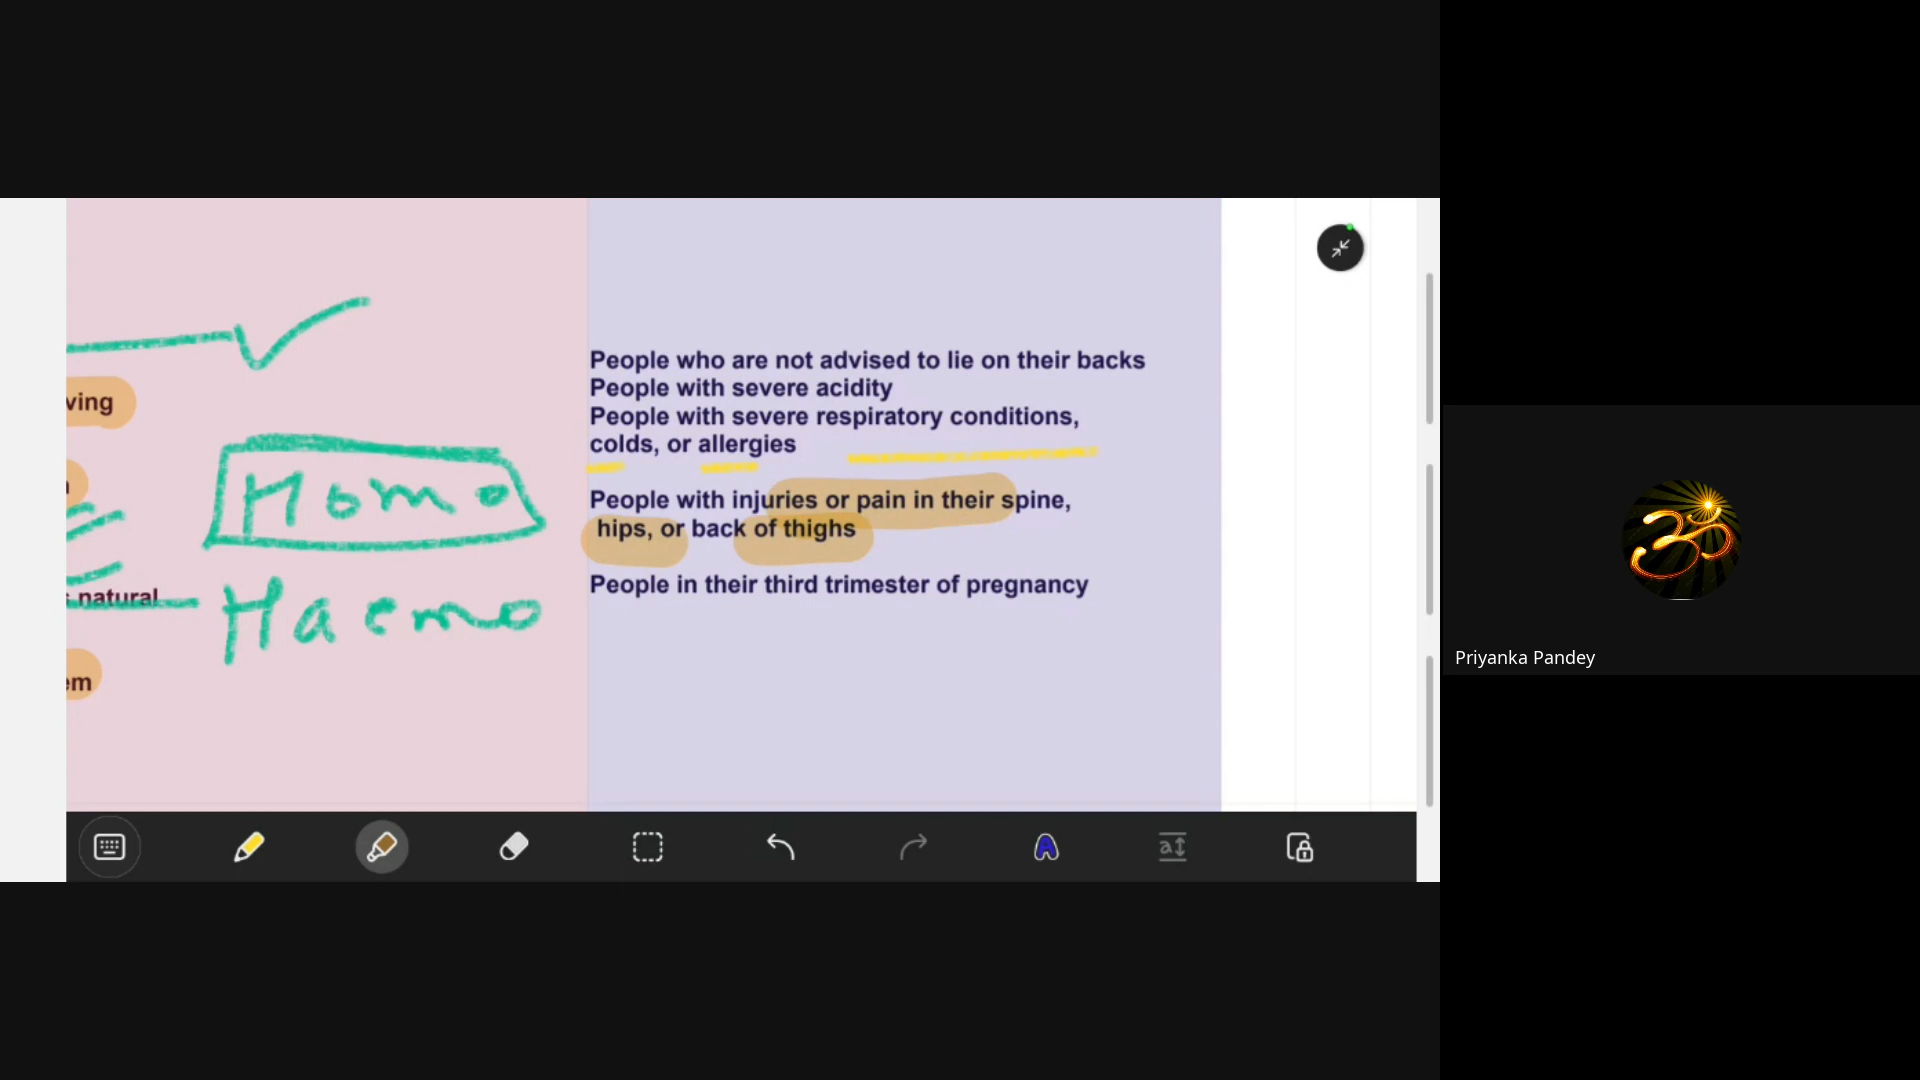 ving
Homo
natural
Haemo
em
People who are not advised to lie on their backs
People with severe acidity
People with severe respiratory conditions,
colds, or allergies
People with injuries or pain in their spine,
hips, or back of thighs
People in their third trimester of pregnancy
Priyanka Pandey
ॐ